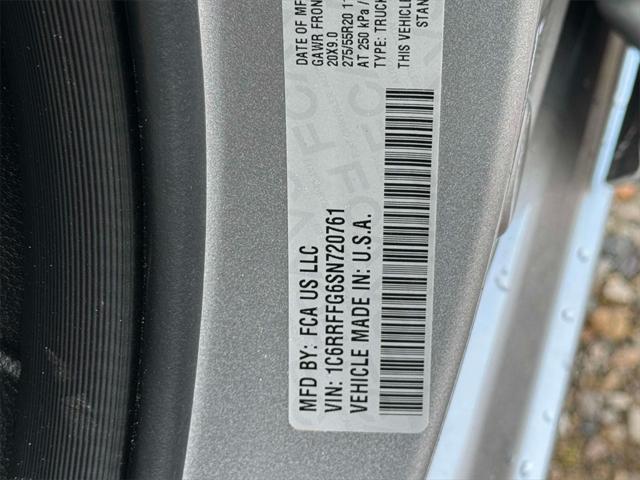 DATE OF MF
GAWR FRON
20X9.0
275/55R20 1
AT 250 kPa /
TYPE: TRUCK
THIS VEHICLE
STAN
MFD BY: FCA US LLC
VIN: 1C6RRFFG6SN720761
VEHICLE MADE IN: U.S.A.